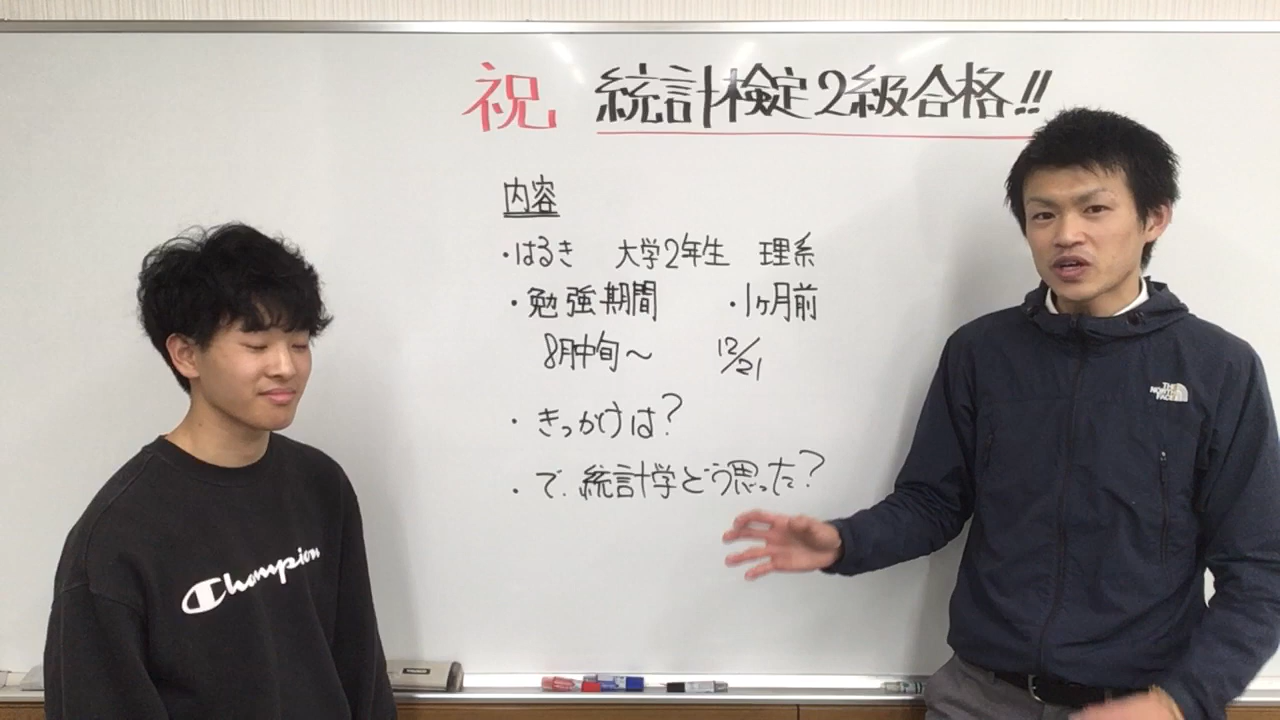 祝 統計検定2級合格!!
内容
・はるき 大学2年生 理系
・勉強期間 ・1ヶ月前
8月中旬〜 12/21
・きっかけは?
・で、統計学どう思った?
Champion
THE
NORTH
FACE